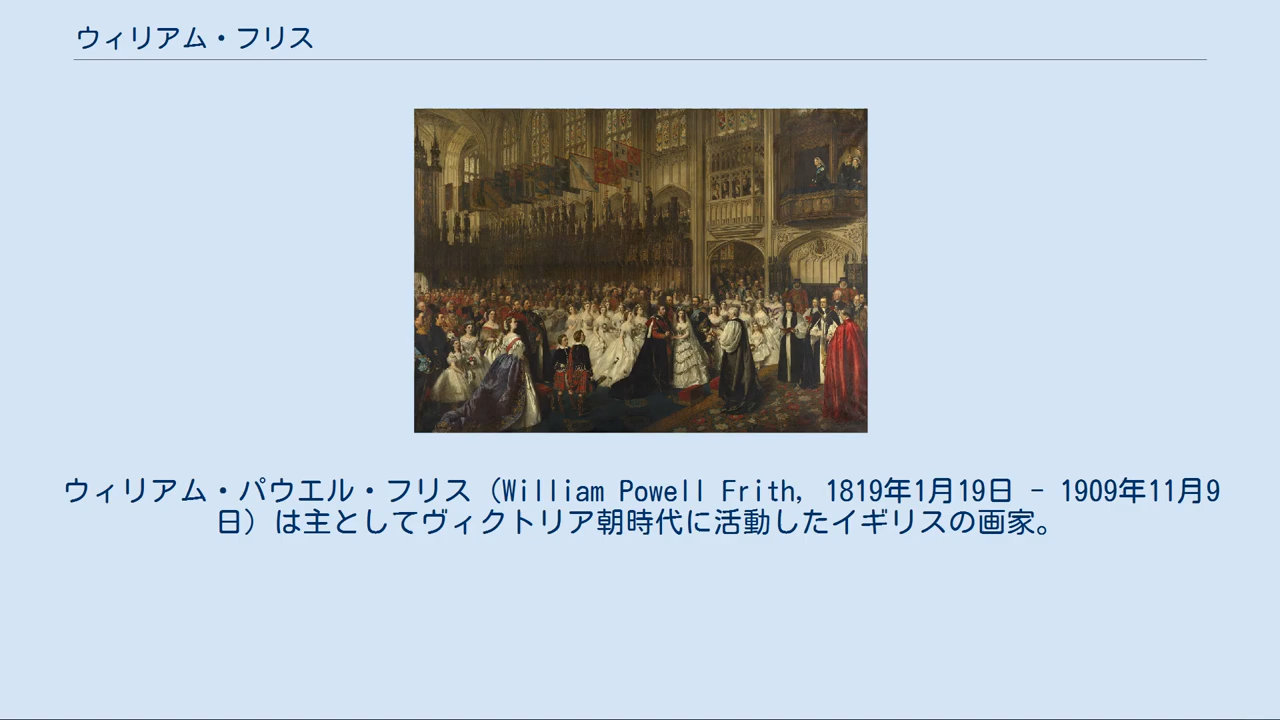 ウィリアム・フリス
ウィリアム・パウエル・フリス（William Powell Frith, 1819年1月19日 - 1909年11月9
日）は主としてヴィクトリア朝時代に活動したイギリスの画家。